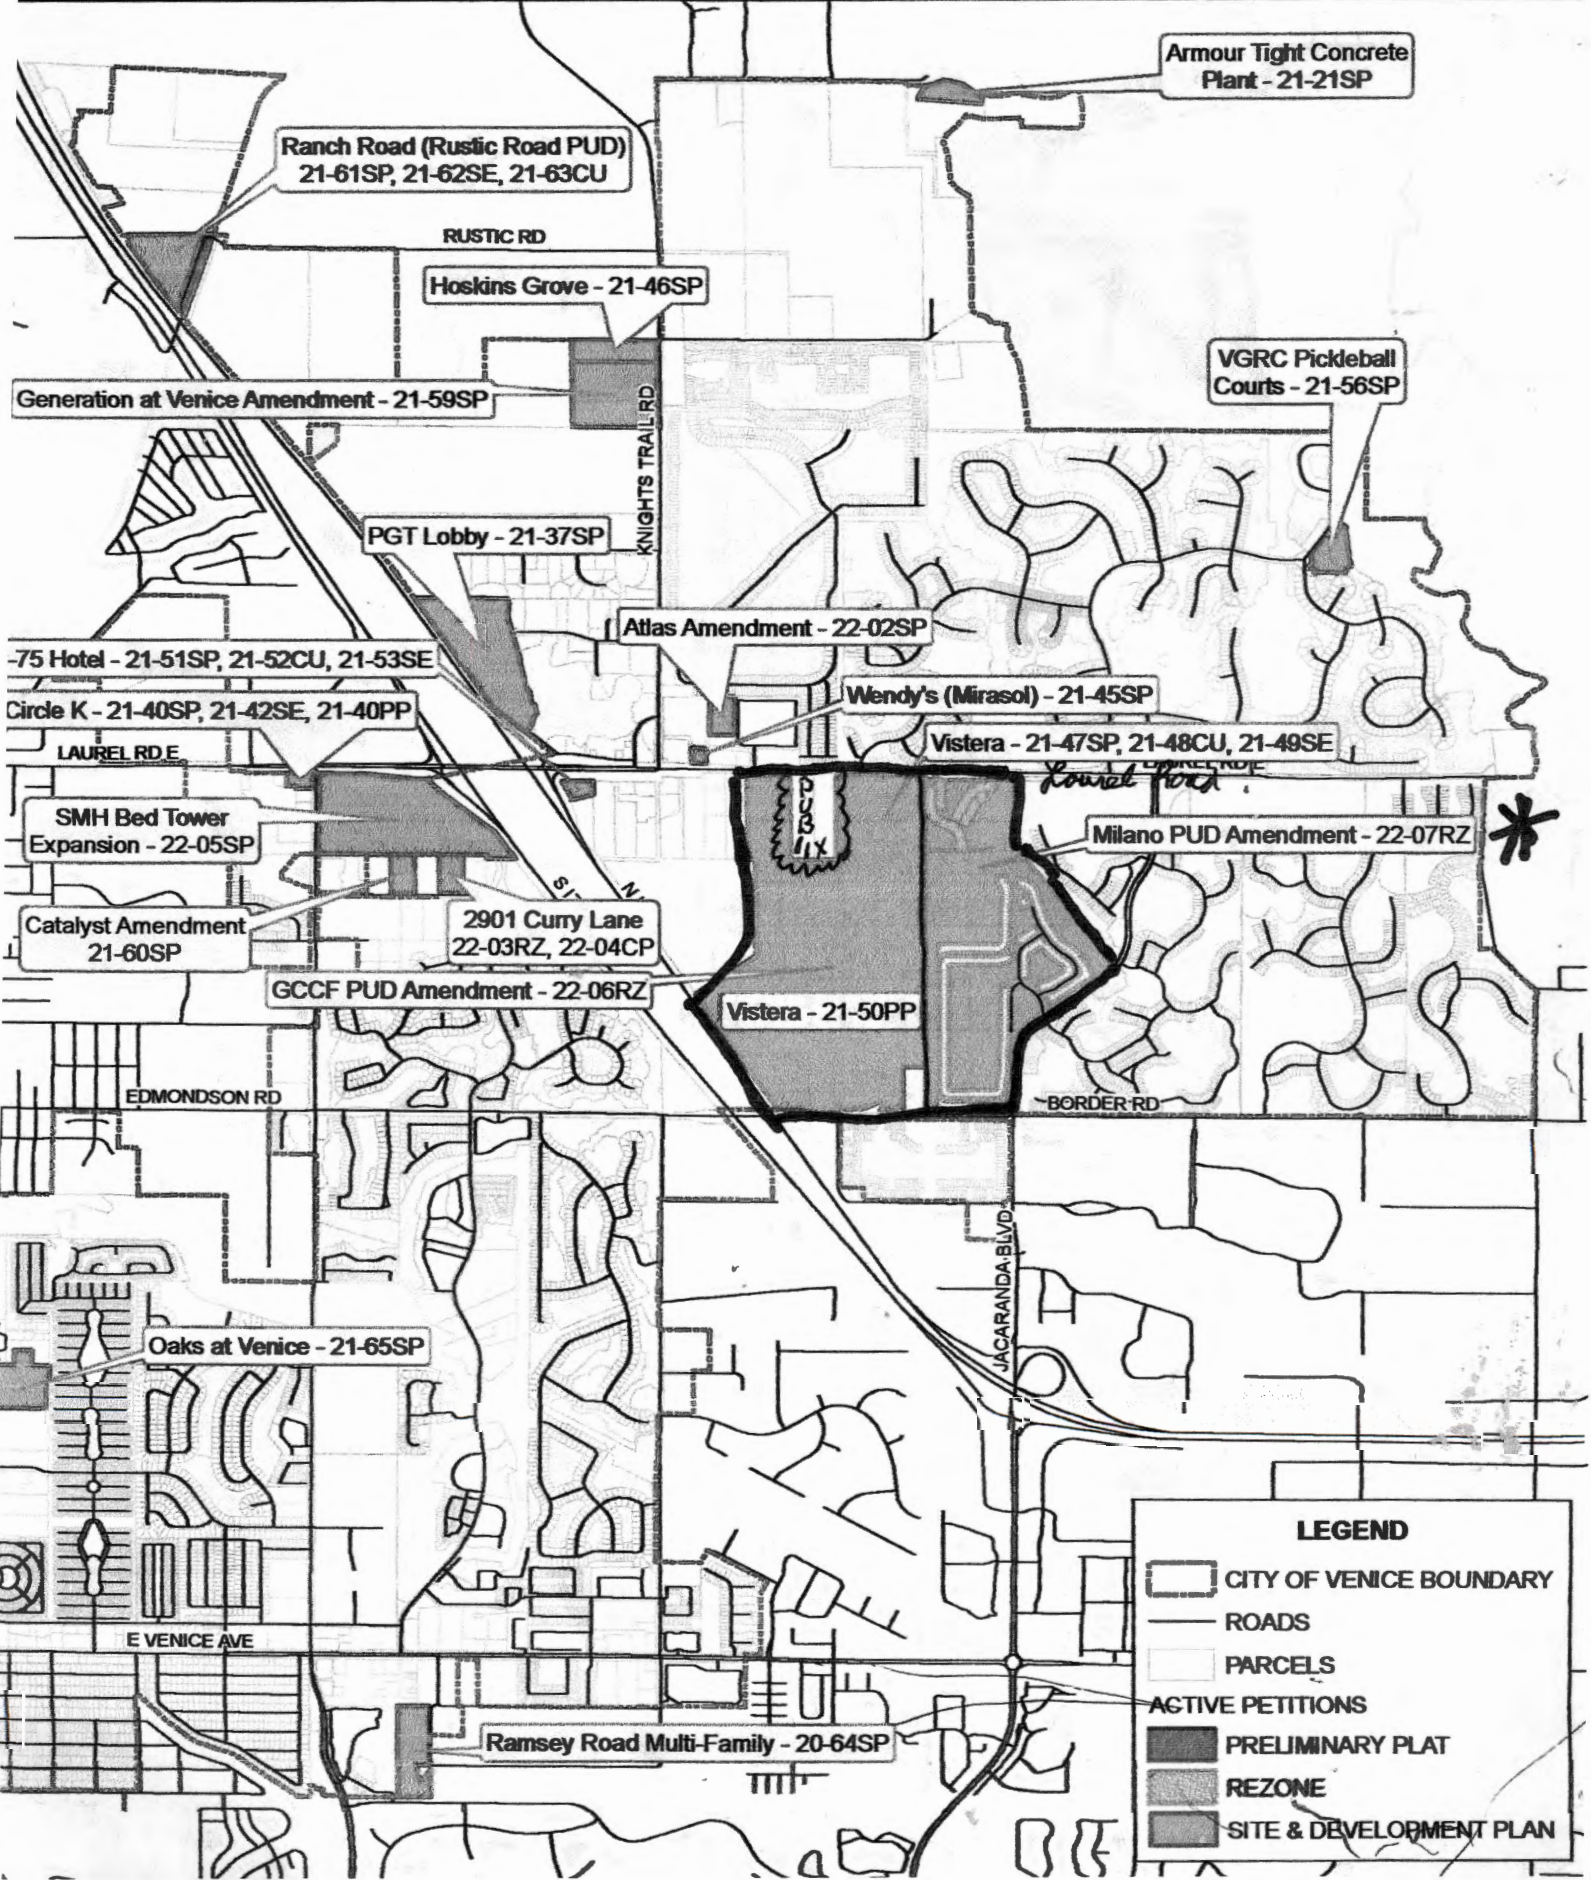 Armour Tight Concrete
Plant - 21-21SP
Ranch Road (Rustic Road PUD)
21-61SP, 21-62SE, 21-63CU
RUSTIC RD
Hoskins Grove - 21-46SP
VGRC Pickleball
Courts - 21-56SP
Generation at Venice Amendment - 21-59SP
KNIGHTS TRAIL RD
PGT Lobby - 21-37SP
Atlas Amendment - 22-02SP
-75 Hotel - 21-51SP, 21-52CU, 21-53SE
Wendy's (Mirasol) - 21-45SP
Circle K - 21-40SP, 21-42SE, 21-40PP
Vistera - 21-47SP, 21-48CU, 21-49SE
LAUREL RD E
LAUREL RD E
Laurel Road
PUBLIX
SMH Bed Tower
Expansion - 22-05SP
Milano PUD Amendment - 22-07RZ
Catalyst Amendment
21-60SP
2901 Curry Lane
22-03RZ, 22-04CP
GCCF PUD Amendment - 22-06RZ
Vistera - 21-50PP
EDMONDSON RD
BORDER RD
JACARANDA BLVD
Oaks at Venice - 21-65SP
E VENICE AVE
Ramsey Road Multi-Family - 20-64SP
LEGEND
CITY OF VENICE BOUNDARY
ROADS
PARCELS
ACTIVE PETITIONS
PRELIMINARY PLAT
REZONE
SITE & DEVELOPMENT PLAN